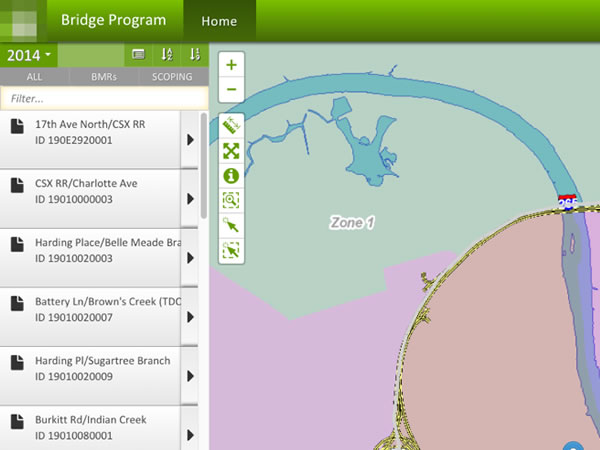 Bridge Program
Home
2014
ALL BMRs SCOPING
Filter...
17th Ave North/CSX RR
ID 190E2920001
CSX RR/Charlotte Ave
ID 19010000003
Harding Place/Belle Meade Bra
ID 19010020003
Battery Ln/Brown's Creek (TDO
ID 19010020007
Harding Pl/Sugartree Branch
ID 19010020009
Burkitt Rd/Indian Creek
ID 19010080001
Zone 1
265